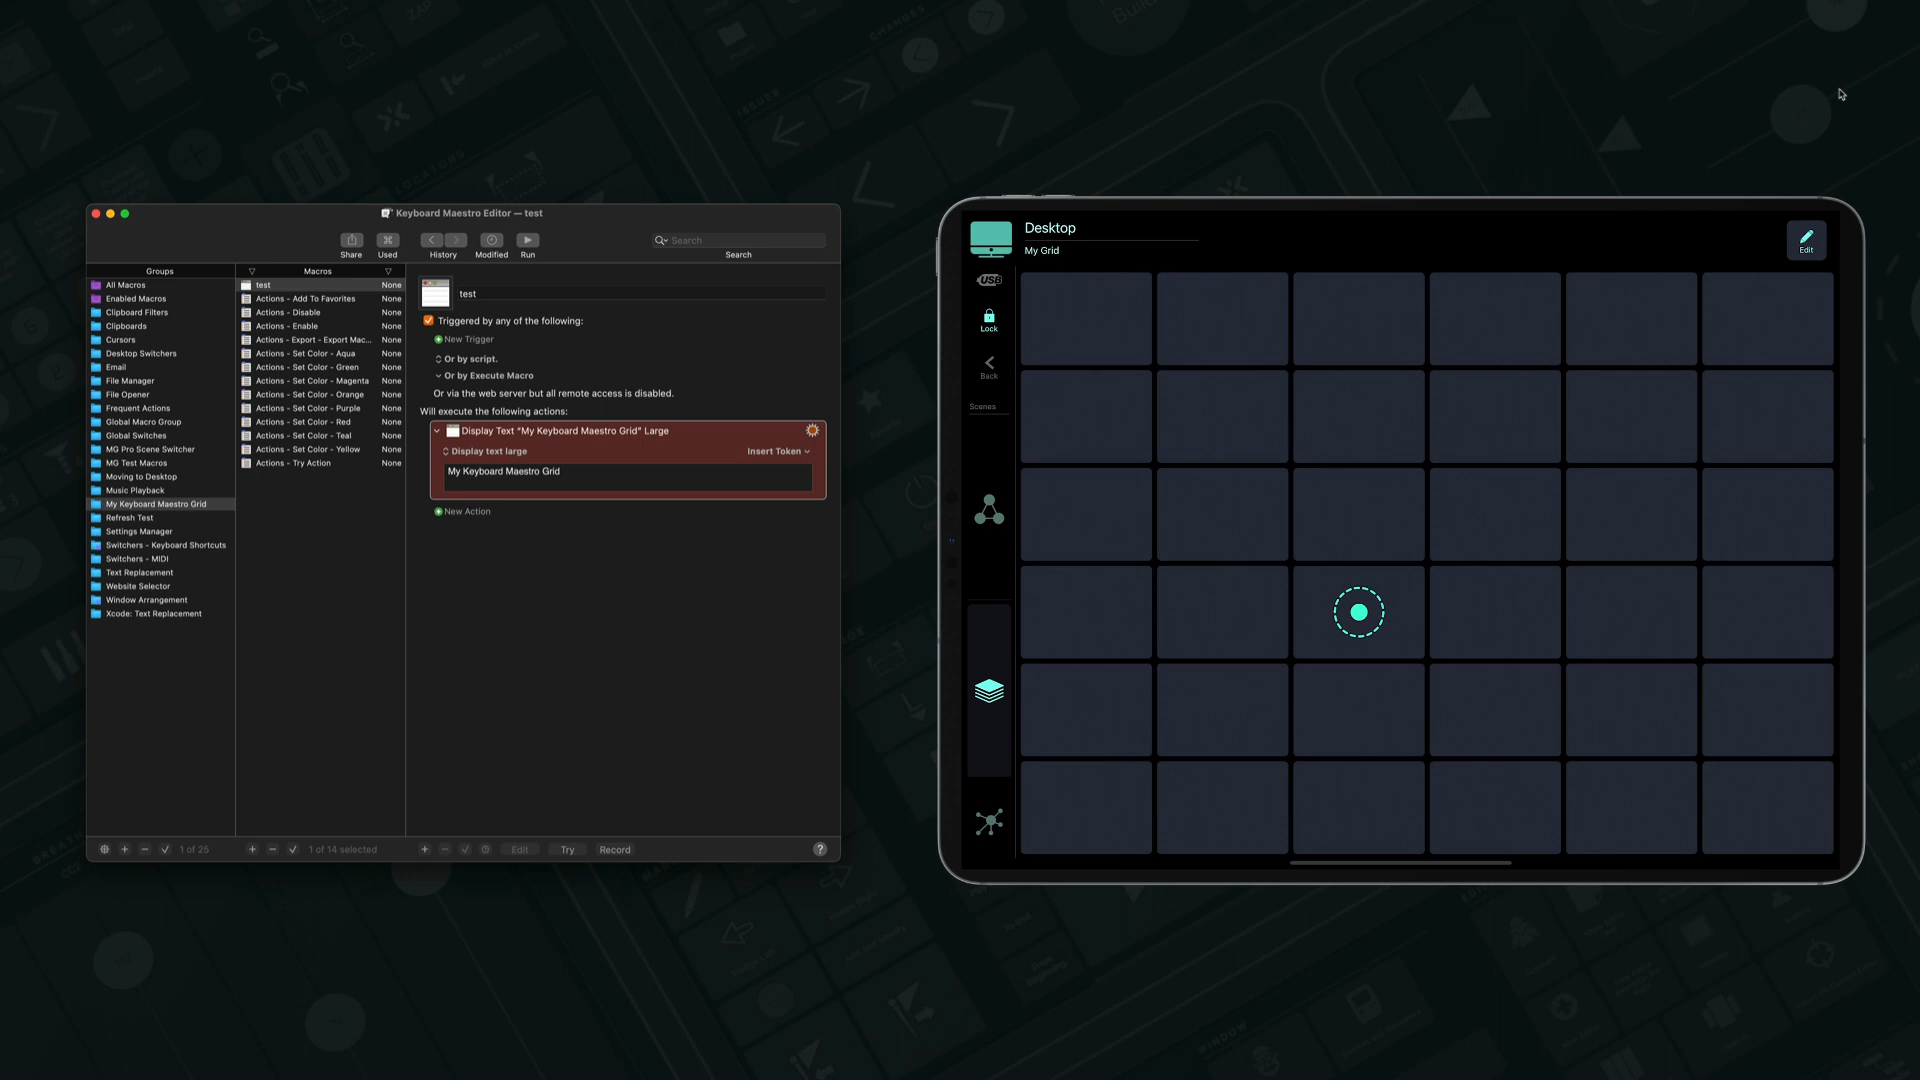 Keyboard Maestro Editor — test
Share
Used
History
Modified
Run
Search
Search
Groups
All Macros
Enabled Macros
Clipboard Filters
Clipboards
Cursors
Desktop Switchers
Email
File Manager
File Opener
Frequent Actions
Global Macro Group
Global Switches
MG Pro Scene Switcher
MG Test Macros
Moving to Desktop
Music Playback
My Keyboard Maestro Grid
Refresh Test
Settings Manager
Switchers - Keyboard Shortcuts
Switchers - MIDI
Text Replacement
Website Selector
Window Arrangement
Xcode: Text Replacement
1 of 25
Macros
test None
Actions - Add To Favorites None
Actions - Disable None
Actions - Enable None
Actions - Export - Export Mac... None
Actions - Set Color - Aqua None
Actions - Set Color - Green None
Actions - Set Color - Magenta None
Actions - Set Color - Orange None
Actions - Set Color - Purple None
Actions - Set Color - Red None
Actions - Set Color - Teal None
Actions - Set Color - Yellow None
Actions - Try Action None
1 of 14 selected
test
Triggered by any of the following:
New Trigger
Or by script.
Or by Execute Macro
Or via the web server but all remote access is disabled.
Will execute the following actions:
Display Text “My Keyboard Maestro Grid” Large
Display text large
Insert Token
My Keyboard Maestro Grid
New Action
Edit
Try
Record
?
Desktop
My Grid
Edit
USB
Lock
Back
Scenes
CHANGES
ISSUES
LOCATORS
ZAP
Build
WINDOW